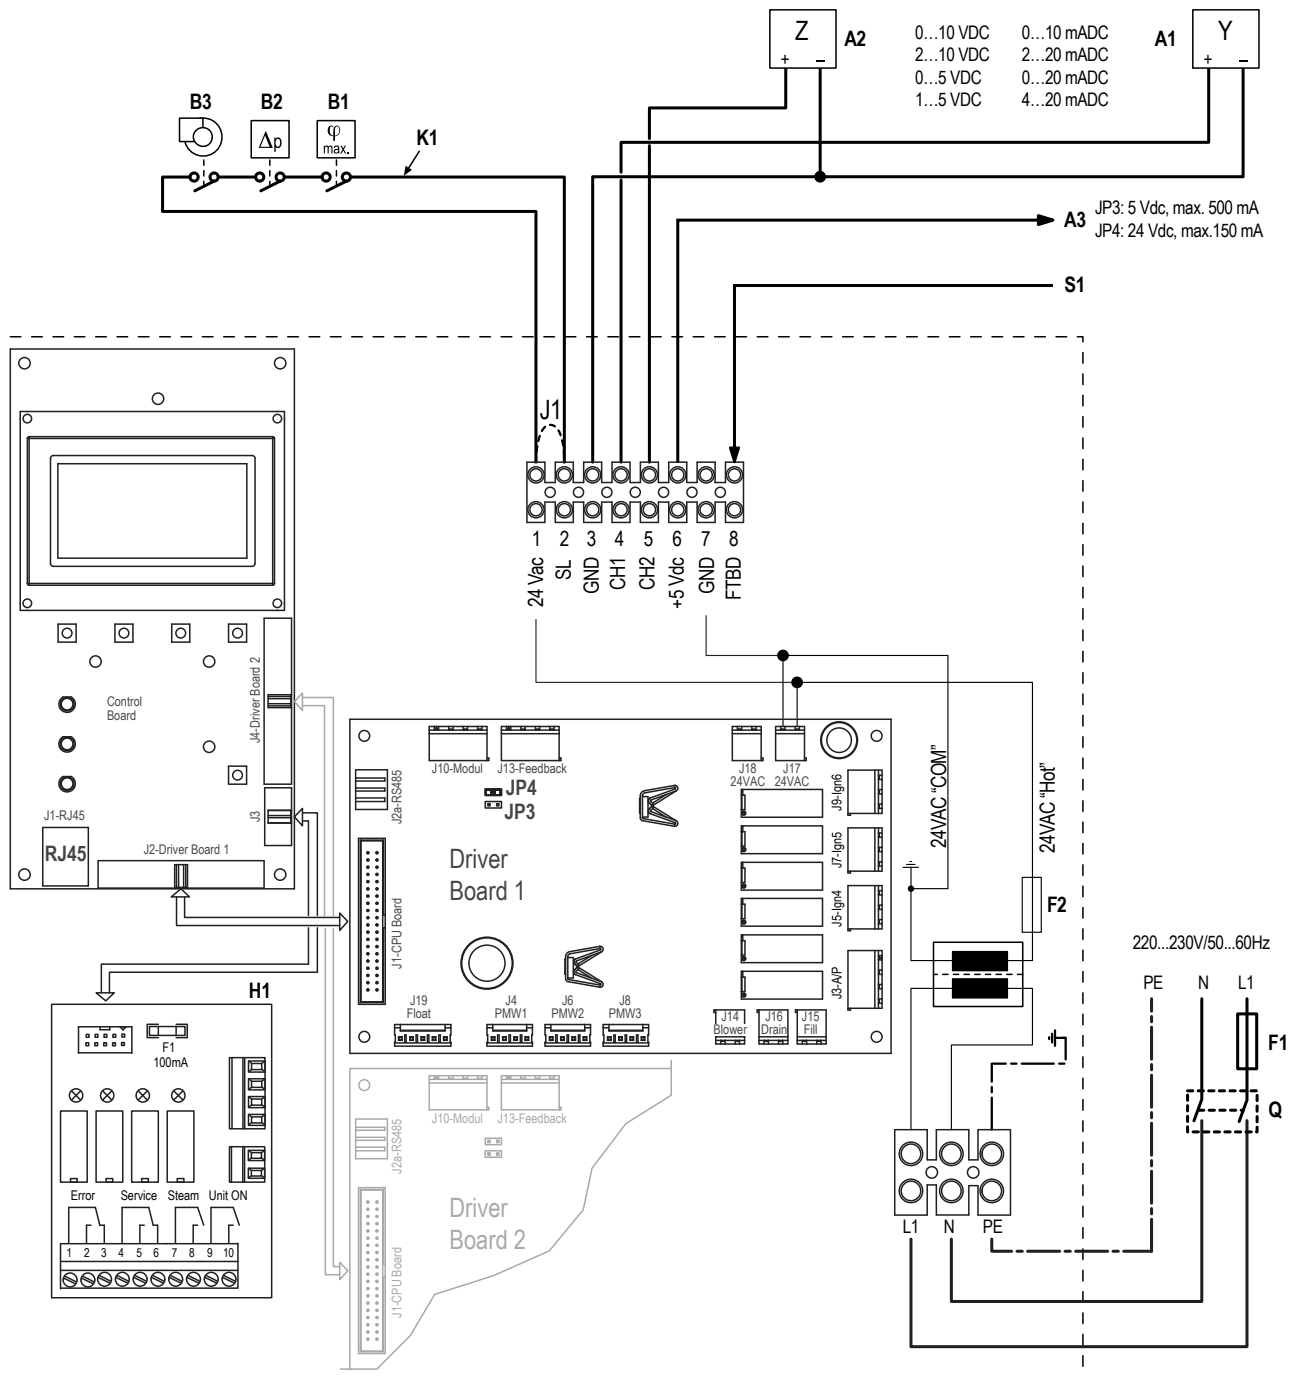 Z
+ –
A2
0…10 VDC 0…10 mADC
2…10 VDC 2…20 mADC
0…5 VDC 0…20 mADC
1…5 VDC 4…20 mADC
A1
Y
+ –
B3
B2
B1
Δp
φ
max.
K1
A3
JP3: 5 Vdc, max. 500 mA
JP4: 24 Vdc, max.150 mA
S1
J1
1 2 3 4 5 6 7 8
24 Vac
SL
GND
CH1
CH2
+5 Vdc
GND
FTBD
Control
Board
J4-Driver Board 2
J3
J1-RJ45
RJ45
J2-Driver Board 1
J10-Modul
J13-Feedback
J18
24VAC
J17
24VAC
J2a-RS485
JP4
JP3
J9-Ign6
J7-Ign5
J5-Ign4
J3-A/P
Driver
Board 1
J1-CPU Board
J19
Float
J4
PMW1
J6
PMW2
J8
PMW3
J14
Blower
J16
Drain
J15
Fill
24VAC “COM”
24VAC “Hot”
F2
220...230V/50...60Hz
PE N L1
F1
Q
H1
F1
100mA
Error Service Steam Unit ON
1 2 3 4 5 6 7 8 9 10
J10-Modul
J13-Feedback
J2a-RS485
Driver
Board 2
J1-CPU Board
L1 N PE